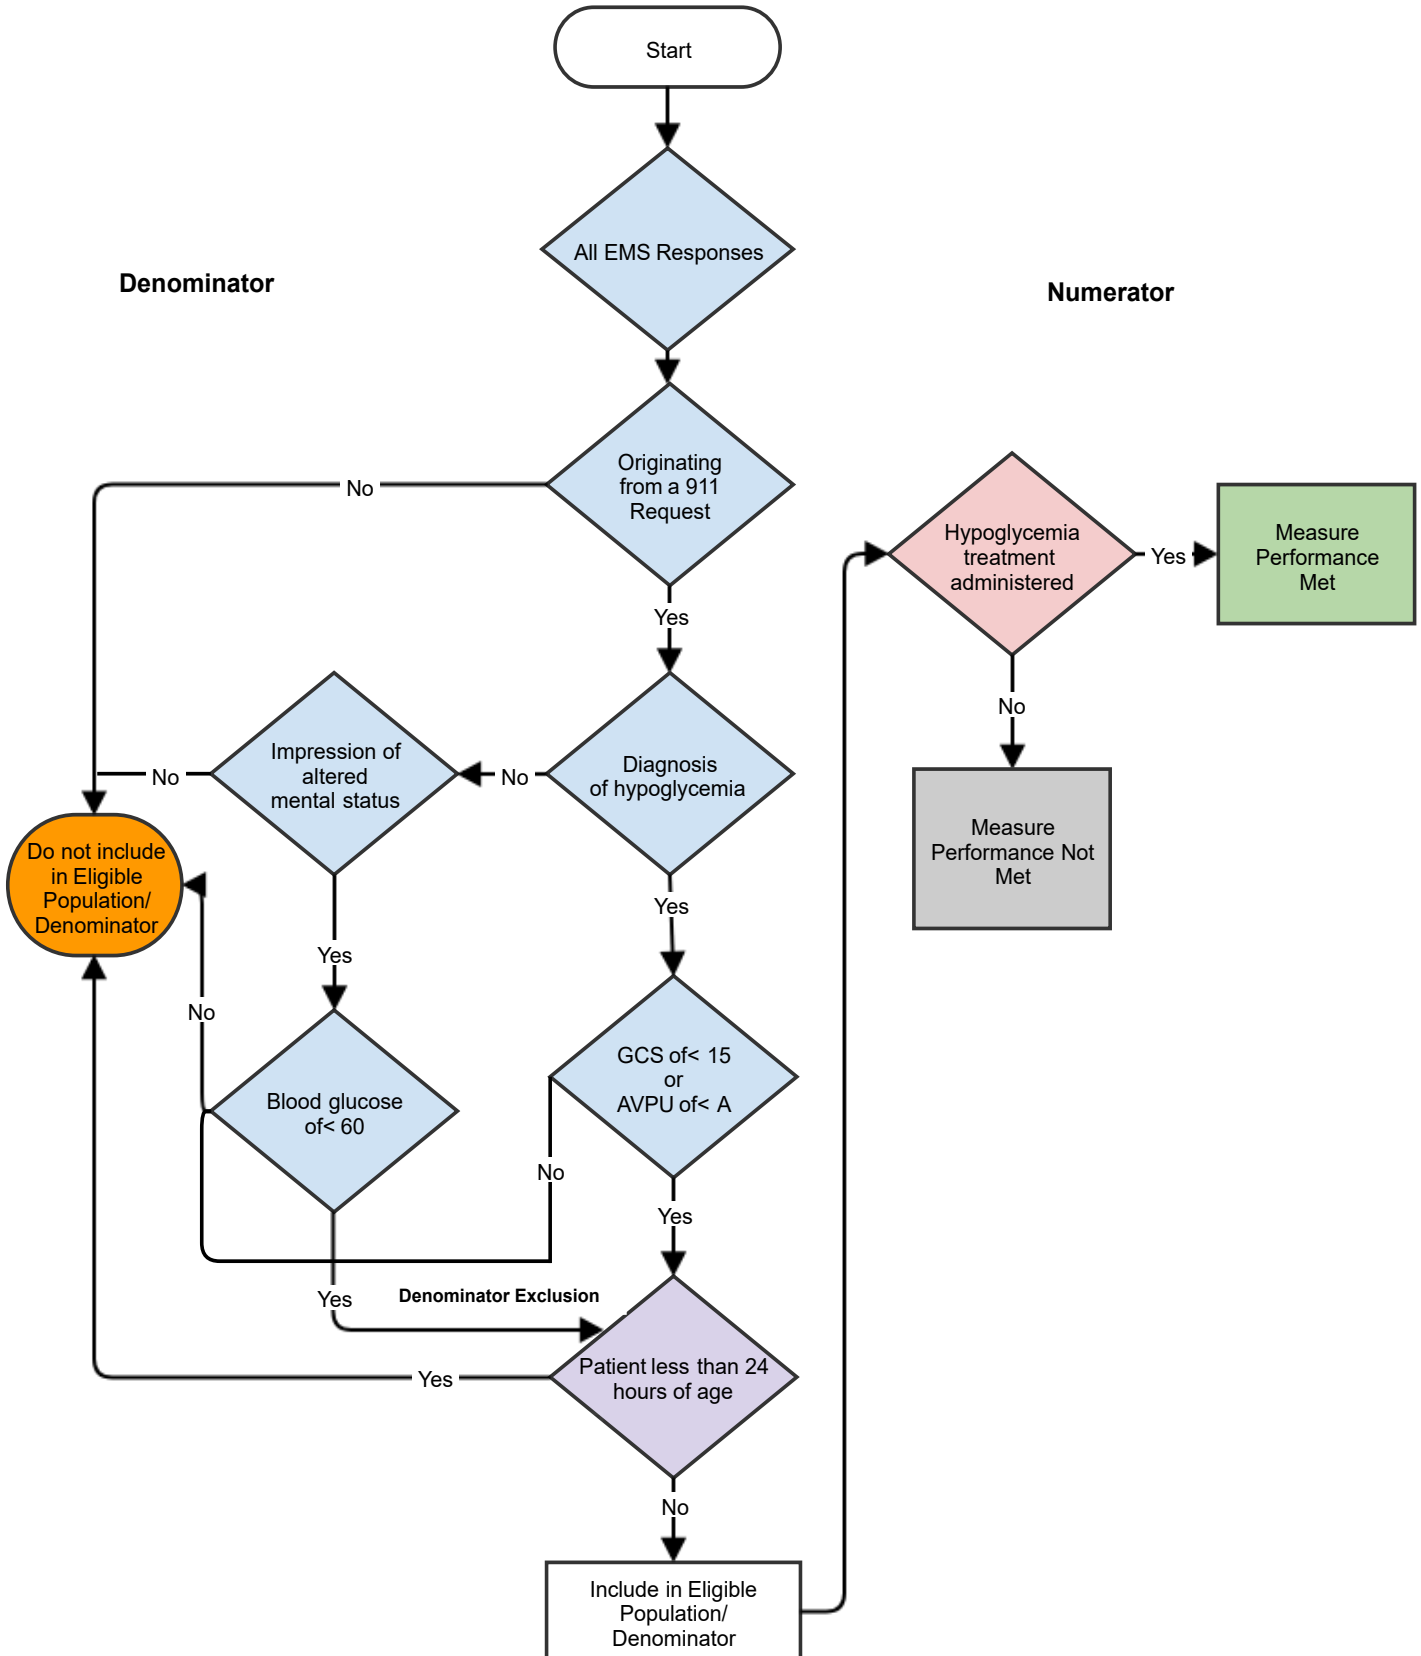 Start
All EMS Responses
Denominator
Numerator
Originating
from a 911
Request
No
Yes
Hypoglycemia
treatment
administered
Yes
Measure
Performance
Met
No
Measure
Performance Not
Met
Diagnosis
of hypoglycemia
No
Impression of
altered
mental status
No
Do not include
in Eligible
Population/
Denominator
Yes
Yes
No
Blood glucose
of< 60
GCS of< 15
or
AVPU of< A
No
Yes
Yes
Denominator Exclusion
Patient less than 24
hours of age
Yes
No
Include in Eligible
Population/
Denominator